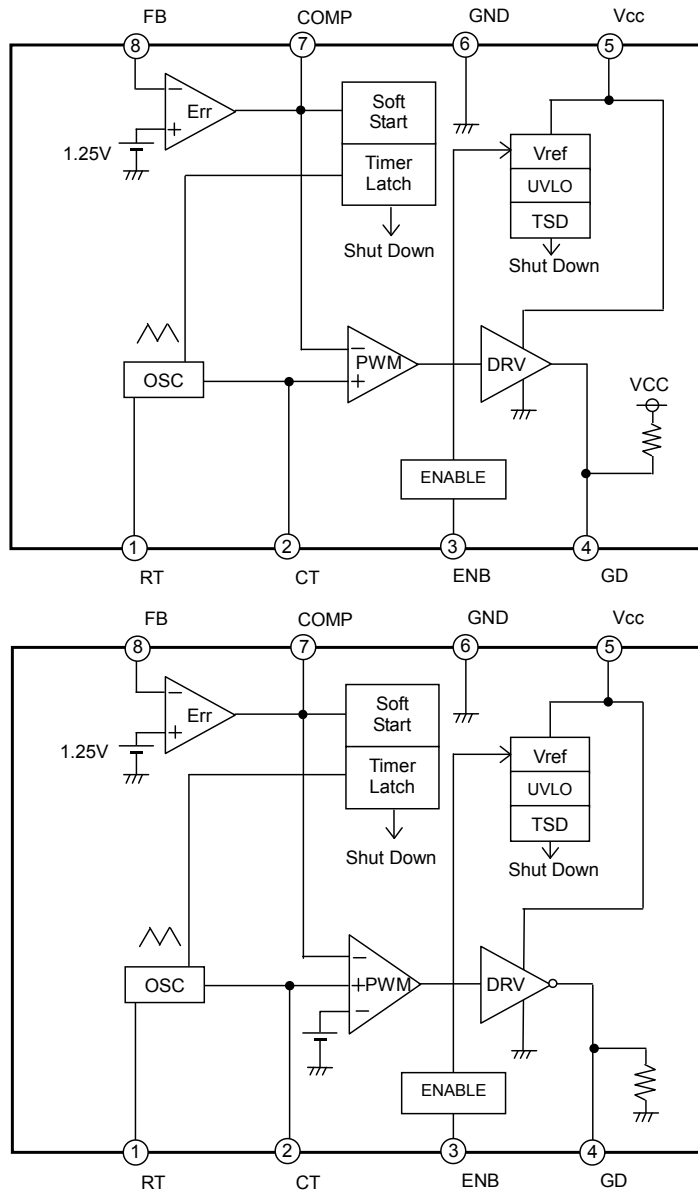 FB COMP GND Vcc
8 7 6 5
− Err +
1.25V
Soft
Start
Timer
Latch
Shut Down
Vref
UVLO
TSD
Shut Down
OSC
− PWM +
DRV
VCC
ENABLE
1 2 3 4
RT CT ENB GD
FB COMP GND Vcc
8 7 6 5
− Err +
1.25V
Soft
Start
Timer
Latch
Shut Down
Vref
UVLO
TSD
Shut Down
OSC
−
+PWM
−
DRV
ENABLE
1 2 3 4
RT CT ENB GD